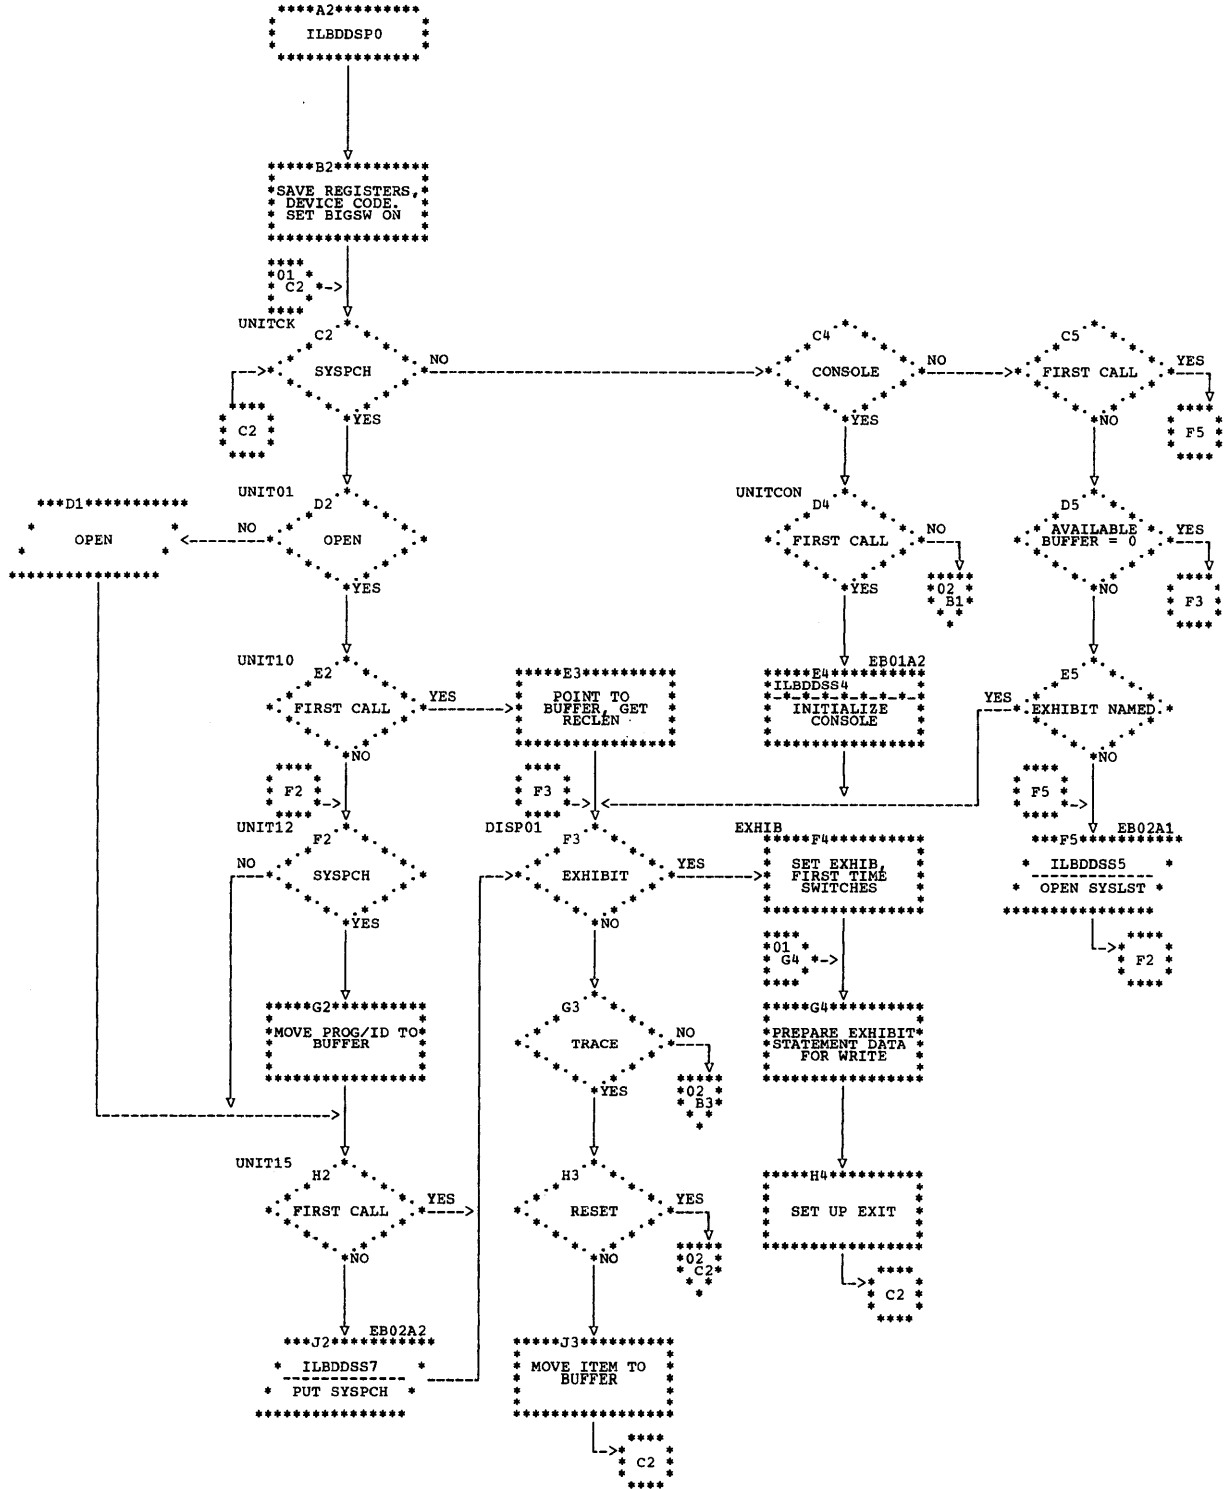 A2
ILBDDSP0
B2
SAVE REGISTERS,
DEVICE CODE.
SET BIGSW ON
01
C2
UNITCK
C2
SYSPCH
NO
YES
C2
C4
CONSOLE
NO
YES
C5
FIRST CALL
YES
NO
F5
D1
OPEN
UNIT01
D2
OPEN
NO
YES
UNITCON
D4
FIRST CALL
NO
YES
02
B1
D5
AVAILABLE
BUFFER = 0
YES
NO
F3
UNIT10
E2
FIRST CALL
YES
NO
E3
POINT TO
BUFFER, GET
RECLEN
EB01A2
E4
ILBDDSS4
INITIALIZE
CONSOLE
E5
EXHIBIT NAMED
YES
NO
F2
F3
F5
UNIT12
F2
SYSPCH
NO
YES
DISP01
F3
EXHIBIT
YES
NO
EXHIB
F4
SET EXHIB,
FIRST TIME
SWITCHES
EB02A1
F5
ILBDDSS5
OPEN SYSLST
F2
01
G4
G2
MOVE PROG/ID TO
BUFFER
G3
TRACE
NO
YES
02
B3
G4
PREPARE EXHIBIT
STATEMENT DATA
FOR WRITE
UNIT15
H2
FIRST CALL
YES
NO
H3
RESET
YES
NO
02
C2
H4
SET UP EXIT
C2
EB02A2
J2
ILBDDSS7
PUT SYSPCH
J3
MOVE ITEM TO
BUFFER
C2